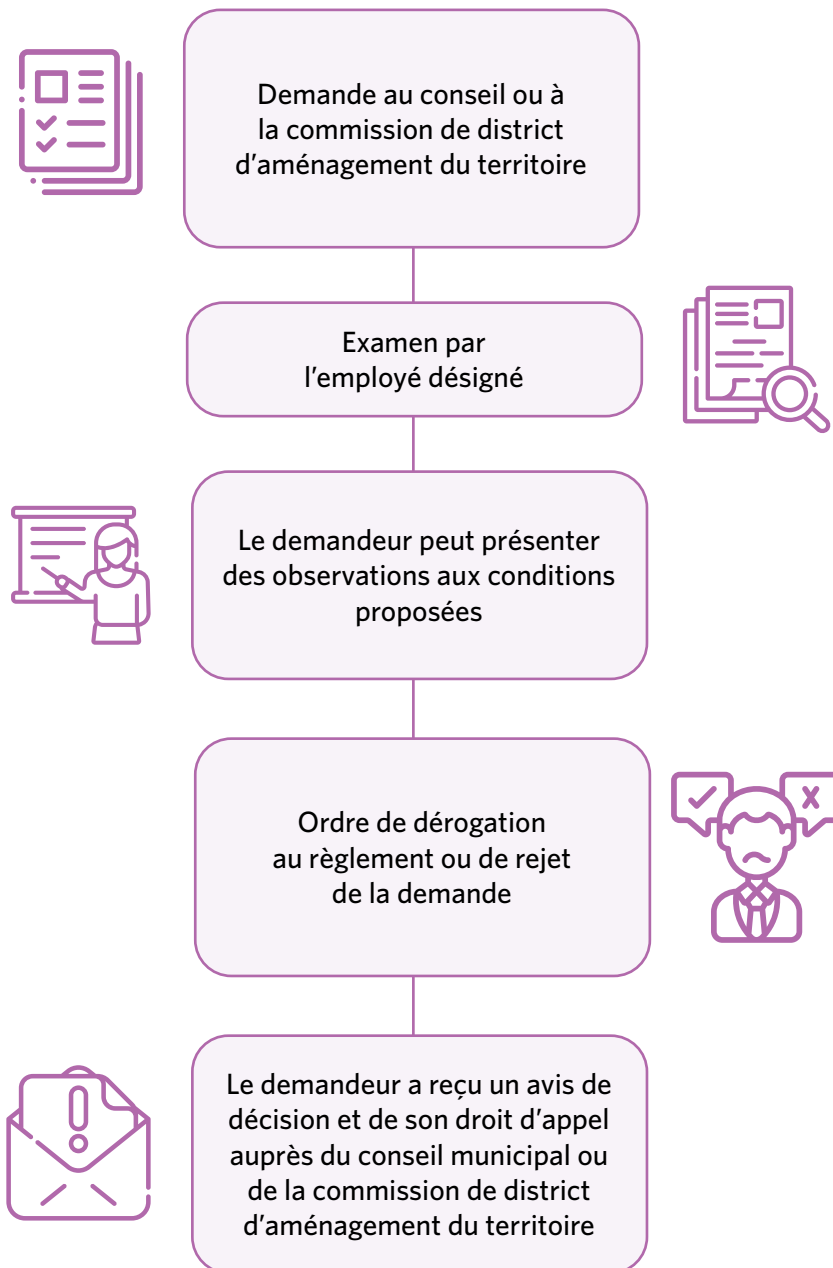 Demande au conseil ou à
la commission de district
d'aménagement du territoire
Examen par
l'employé désigné
Le demandeur peut présenter
des observations aux conditions
proposées
Ordre de dérogation
au règlement ou de rejet
de la demande
Le demandeur a reçu un avis de
décision et de son droit d'appel
auprès du conseil municipal ou
de la commission de district
d'aménagement du territoire